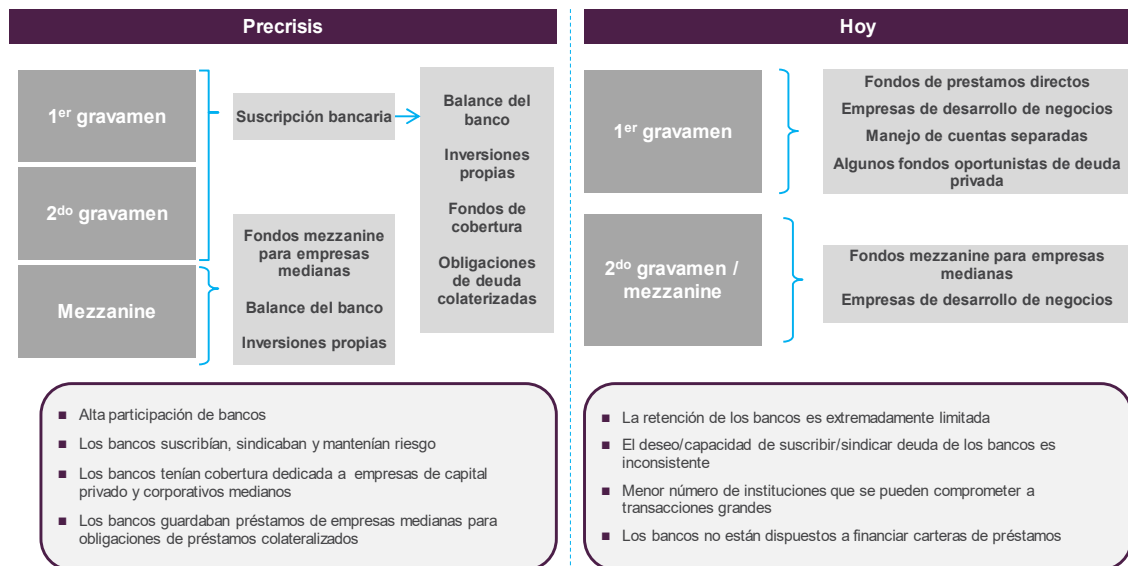 Precrisis
1er gravamen
2do gravamen
Mezzanine
Suscripción bancaria
Fondos mezzanine
para empresas
medianas
Balance del banco
Inversiones propias
Balance del
banco
Inversiones
propias
Fondos de
cobertura
Obligaciones
de deuda
colaterizadas
■ Alta participación de bancos
■ Los bancos suscribían, sindicaban y mantenían riesgo
■ Los bancos tenían cobertura dedicada a empresas de capital
privado y corporativos medianos
■ Los bancos guardaban préstamos de empresas medianas para
obligaciones de préstamos colateralizados
Hoy
1er gravamen
Fondos de prestamos directos
Empresas de desarrollo de negocios
Manejo de cuentas separadas
Algunos fondos oportunistas de deuda
privada
2do gravamen /
mezzanine
Fondos mezzanine para empresas
medianas
Empresas de desarrollo de negocios
■ La retención de los bancos es extremadamente limitada
■ El deseo/capacidad de suscribir/sindicar deuda de los bancos es
inconsistente
■ Menor número de instituciones que se pueden comprometer a
transacciones grandes
■ Los bancos no están dispuestos a financiar carteras de préstamos